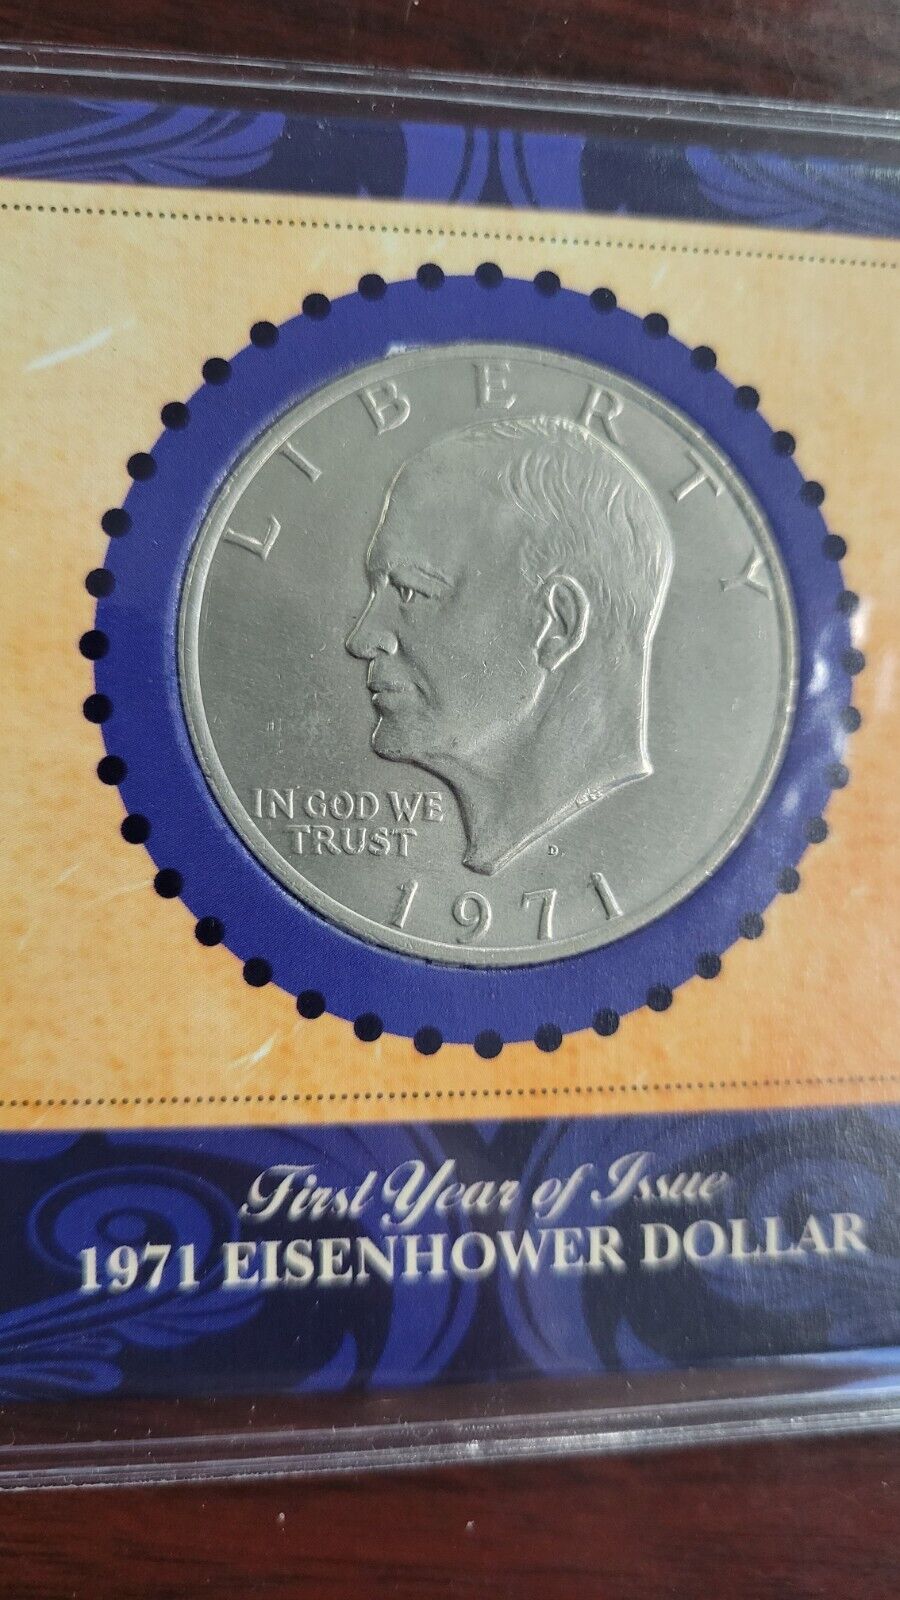 LIBERTY
IN GOD WE
TRUST
D
1971
First Year of Issue
1971 EISENHOWER DOLLAR